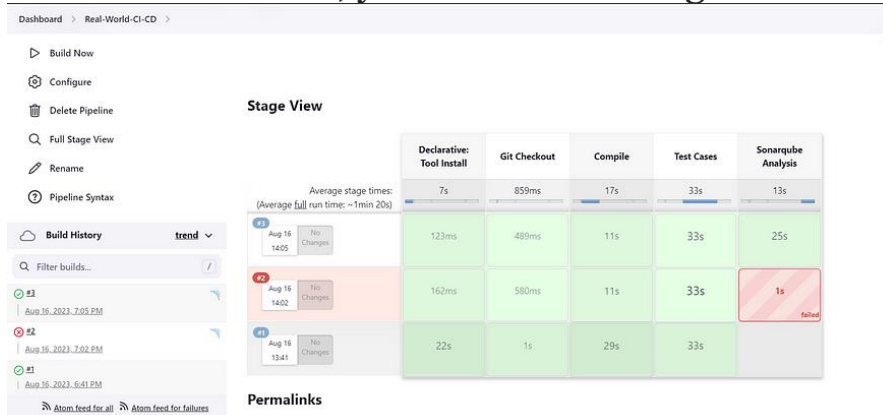 Dashboard > Real-World-CI-CD >
Build Now
Configure
Delete Pipeline
Full Stage View
Rename
Pipeline Syntax
Build History trend
Filter builds... /
#3
Aug 16, 2023, 7:05 PM
#2
Aug 16, 2023, 7:02 PM
#1
Aug 16, 2023, 6:41 PM
Atom feed for all Atom feed for failures
Stage View
Declarative: Tool Install Git Checkout Compile Test Cases Sonarqube Analysis
Average stage times: 7s 859ms 17s 33s 13s
(Average full run time: ~1min 20s)
#3
Aug 16 14:05 No Changes 123ms 489ms 11s 33s 25s
#2
Aug 16 14:02 No Changes 162ms 580ms 11s 33s 1s failed
#1
Aug 16 13:41 No Changes 22s 1s 29s 33s
Permalinks